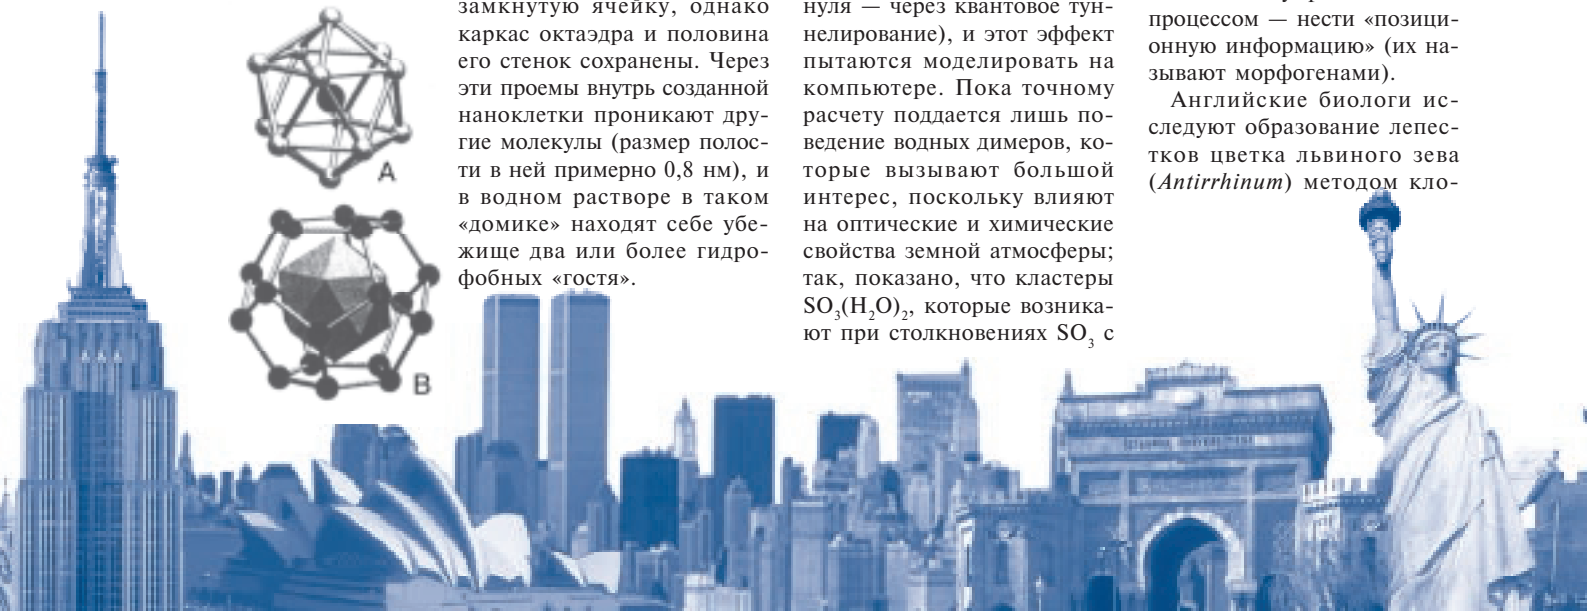 замкнутую ячейку, однако
каркас октаэдра и половина
его стенок сохранены. Через
эти проемы внутрь созданной
наноклетки проникают дру-
гие молекулы (размер полос-
ти в ней примерно 0,8 нм), и
в водном растворе в таком
«домике» находят себе убе-
жище два или более гидро-
фобных «гостя».
нуля — через квантовое тун-
нелирование), и этот эффект
пытаются моделировать на
компьютере. Пока точному
расчету поддается лишь по-
ведение водных димеров, ко-
торые вызывают большой
интерес, поскольку влияют
на оптические и химические
свойства земной атмосферы;
так, показано, что кластеры
SO₃(H₂O)₂, которые возника-
ют при столкновениях SO₃ с
процессом — нести «позици-
онную информацию» (их на-
зывают морфогенами).
Английские биологи ис-
следуют образование лепес-
тков цветка львиного зева
(Antirrhinum) методом кло-
A
B